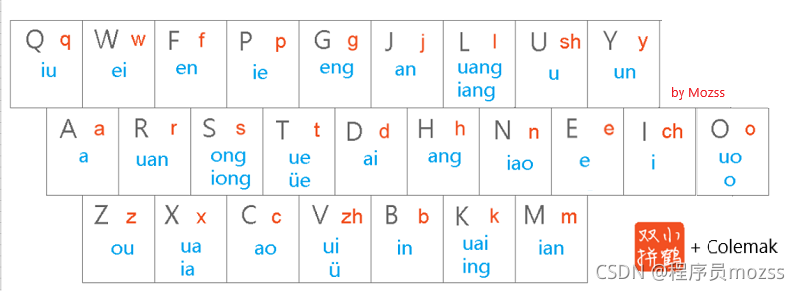 Q q W w F f P p G g J j L l U sh Y y
iu ei en ie eng an uang u un
iang
by Mozss
A a R r S s T t D d H h N n E e I ch O o
a uan ong ue ai ang iao e i uo
iong üe o
Z z X x C c V zh B b K k M m
ou ua ao ui in uai ian
ia ü ing
双小
拼鹤
+ Colemak
CSDN @程序员mozss